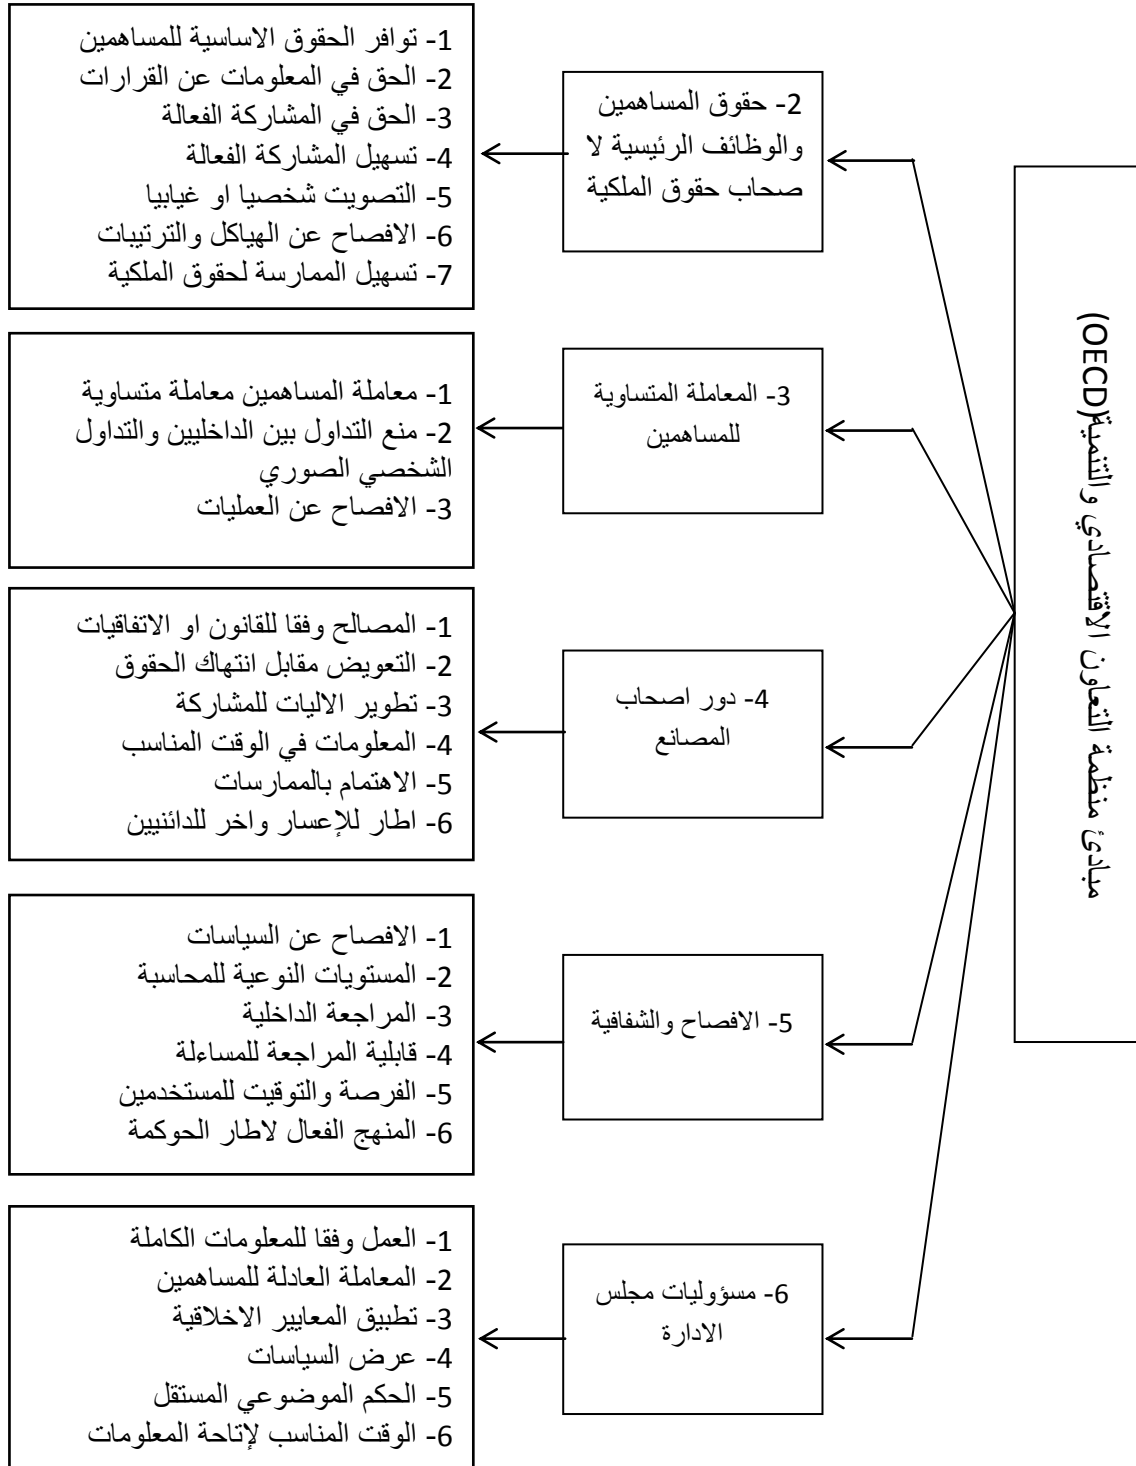 مبادئ منظمة التعاون الاقتصادي والتنمية(OECD)
2- حقوق المساهمين
والوظائف الرئيسية لا
صحاب حقوق الملكية
1- توافر الحقوق الاساسية للمساهمين
2- الحق في المعلومات عن القرارات
3- الحق في المشاركة الفعالة
4- تسهيل المشاركة الفعالة
5- التصويت شخصيا او غيابيا
6- الافصاح عن الهياكل والترتيبات
7- تسهيل الممارسة لحقوق الملكية
3- المعاملة المتساوية
للمساهمين
1- معاملة المساهمين معاملة متساوية
2- منع التداول بين الداخليين والتداول
الشخصي الصوري
3- الافصاح عن العمليات
4- دور اصحاب
المصانع
1- المصالح وفقا للقانون او الاتفاقيات
2- التعويض مقابل انتهاك الحقوق
3- تطوير الاليات للمشاركة
4- المعلومات في الوقت المناسب
5- الاهتمام بالممارسات
6- اطار للإعسار واخر للدائنيين
5- الافصاح والشفافية
1- الافصاح عن السياسات
2- المستويات النوعية للمحاسبة
3- المراجعة الداخلية
4- قابلية المراجعة للمساءلة
5- الفرصة والتوقيت للمستخدمين
6- المنهج الفعال لاطار الحوكمة
6- مسؤوليات مجلس
الادارة
1- العمل وفقا للمعلومات الكاملة
2- المعاملة العادلة للمساهمين
3- تطبيق المعايير الاخلاقية
4- عرض السياسات
5- الحكم الموضوعي المستقل
6- الوقت المناسب لإتاحة المعلومات